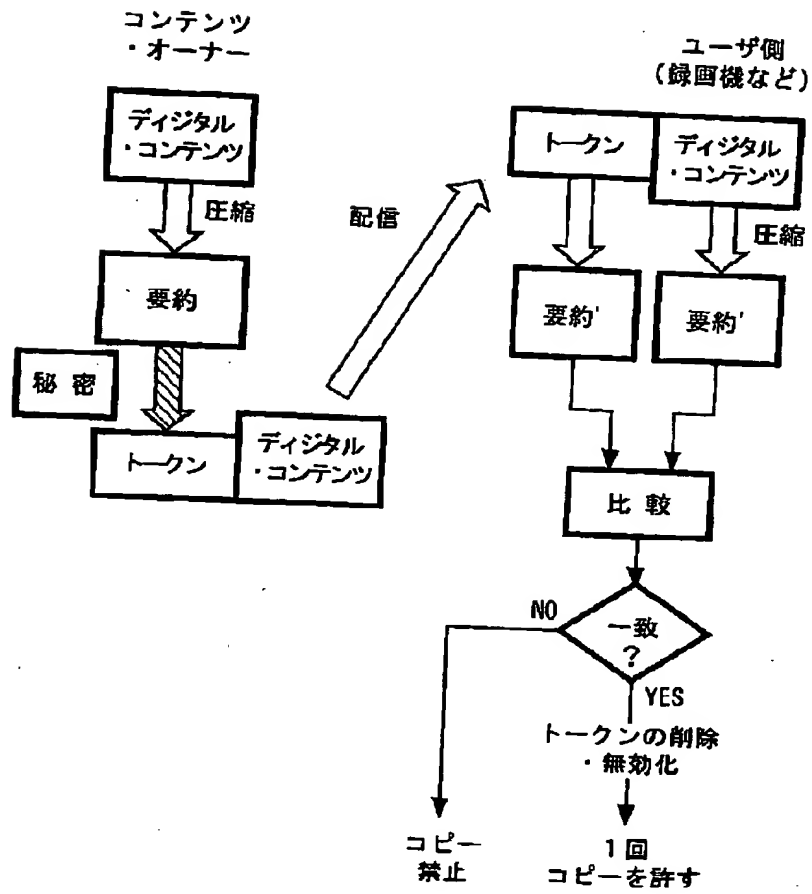 コンテンツ
・オーナー
ディジタル
・コンテンツ
圧縮
要約
秘 密
トークン
ディジタル
・コンテンツ
配信
ユーザ側
(録画機など)
トークン
ディジタル
・コンテンツ
圧縮
要約'
要約'
比 較
一致
?
NO
YES
トークンの削除
・無効化
コピー
禁止
1回
コピーを許す